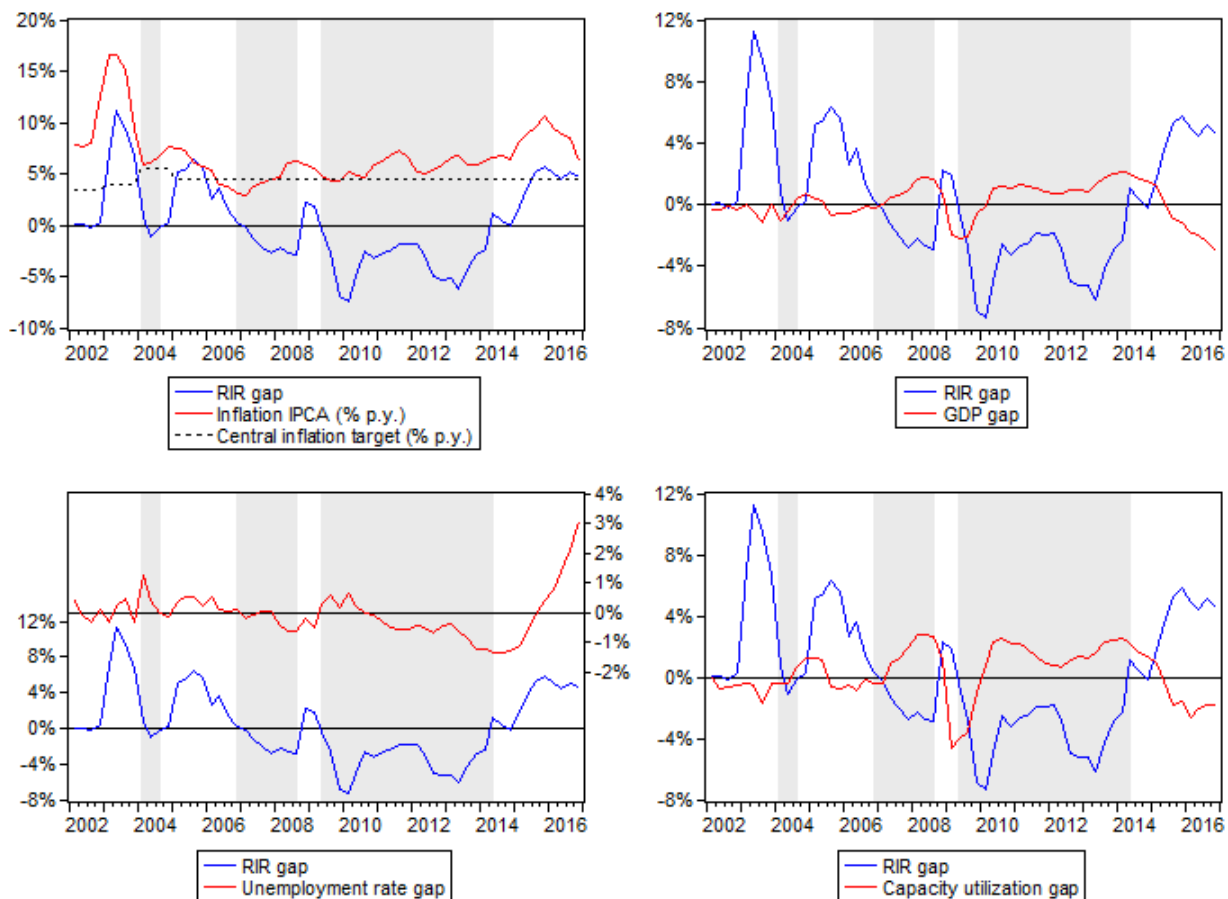 20%
15%
10%
5%
0%
-5%
-10%
2002 2004 2006 2008 2010 2012 2014 2016
RIR gap
Inflation IPCA (% p.y.)
Central inflation target (% p.y.)
12%
8%
4%
0%
-4%
-8%
2002 2004 2006 2008 2010 2012 2014 2016
RIR gap
GDP gap
4%
3%
2%
1%
0%
-1%
-2%
12%
8%
4%
0%
-4%
-8%
2002 2004 2006 2008 2010 2012 2014 2016
RIR gap
Unemployment rate gap
12%
8%
4%
0%
-4%
-8%
2002 2004 2006 2008 2010 2012 2014 2016
RIR gap
Capacity utilization gap